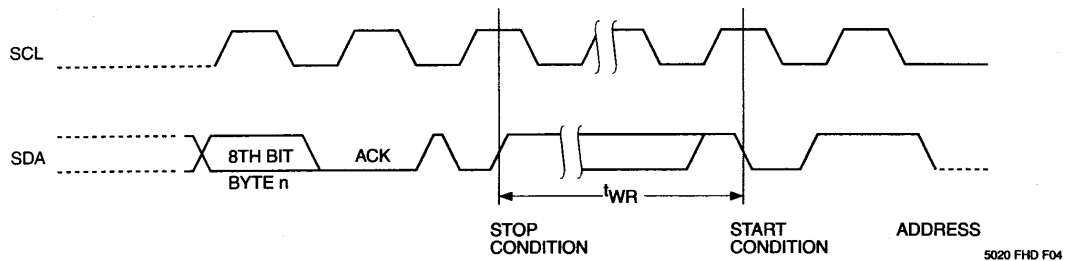 SCL
SDA
8TH BIT
ACK
BYTE n
tWR
STOP
CONDITION
START
CONDITION
ADDRESS
5020 FHD F04